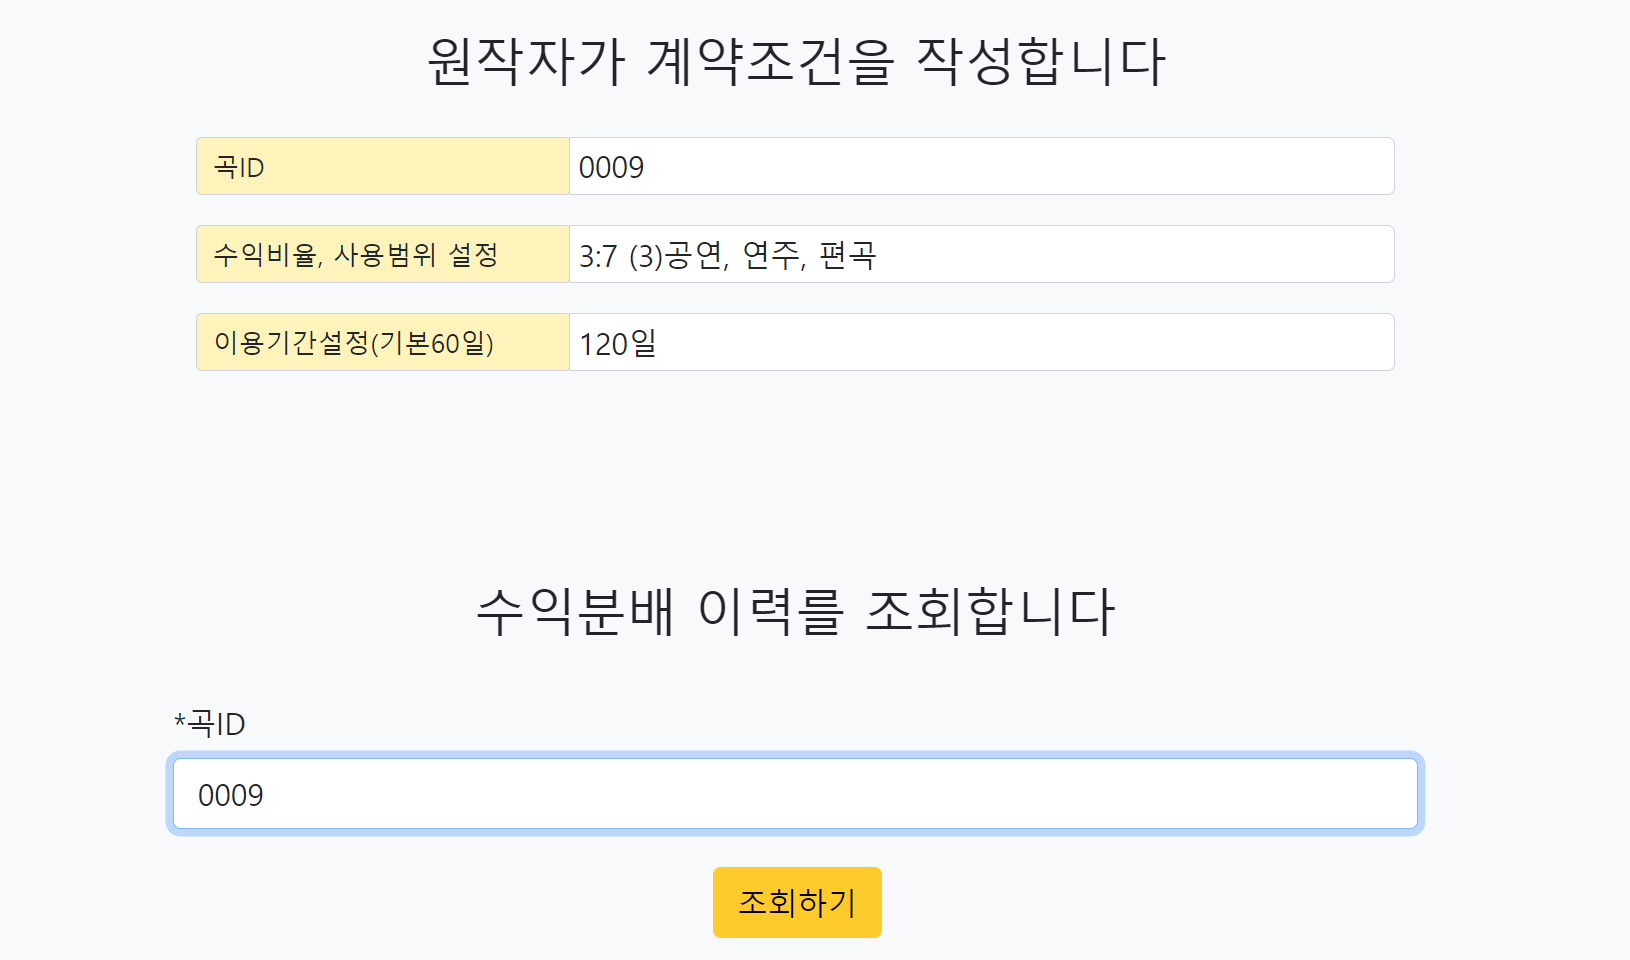 원작자가 계약조건을 작성합니다
곡ID 0009
수익비율, 사용범위 설정 3:7 (3)공연, 연주, 편곡
이용기간설정(기본60일) 120일
수익분배 이력를 조회합니다
*곡ID
0009
조회하기